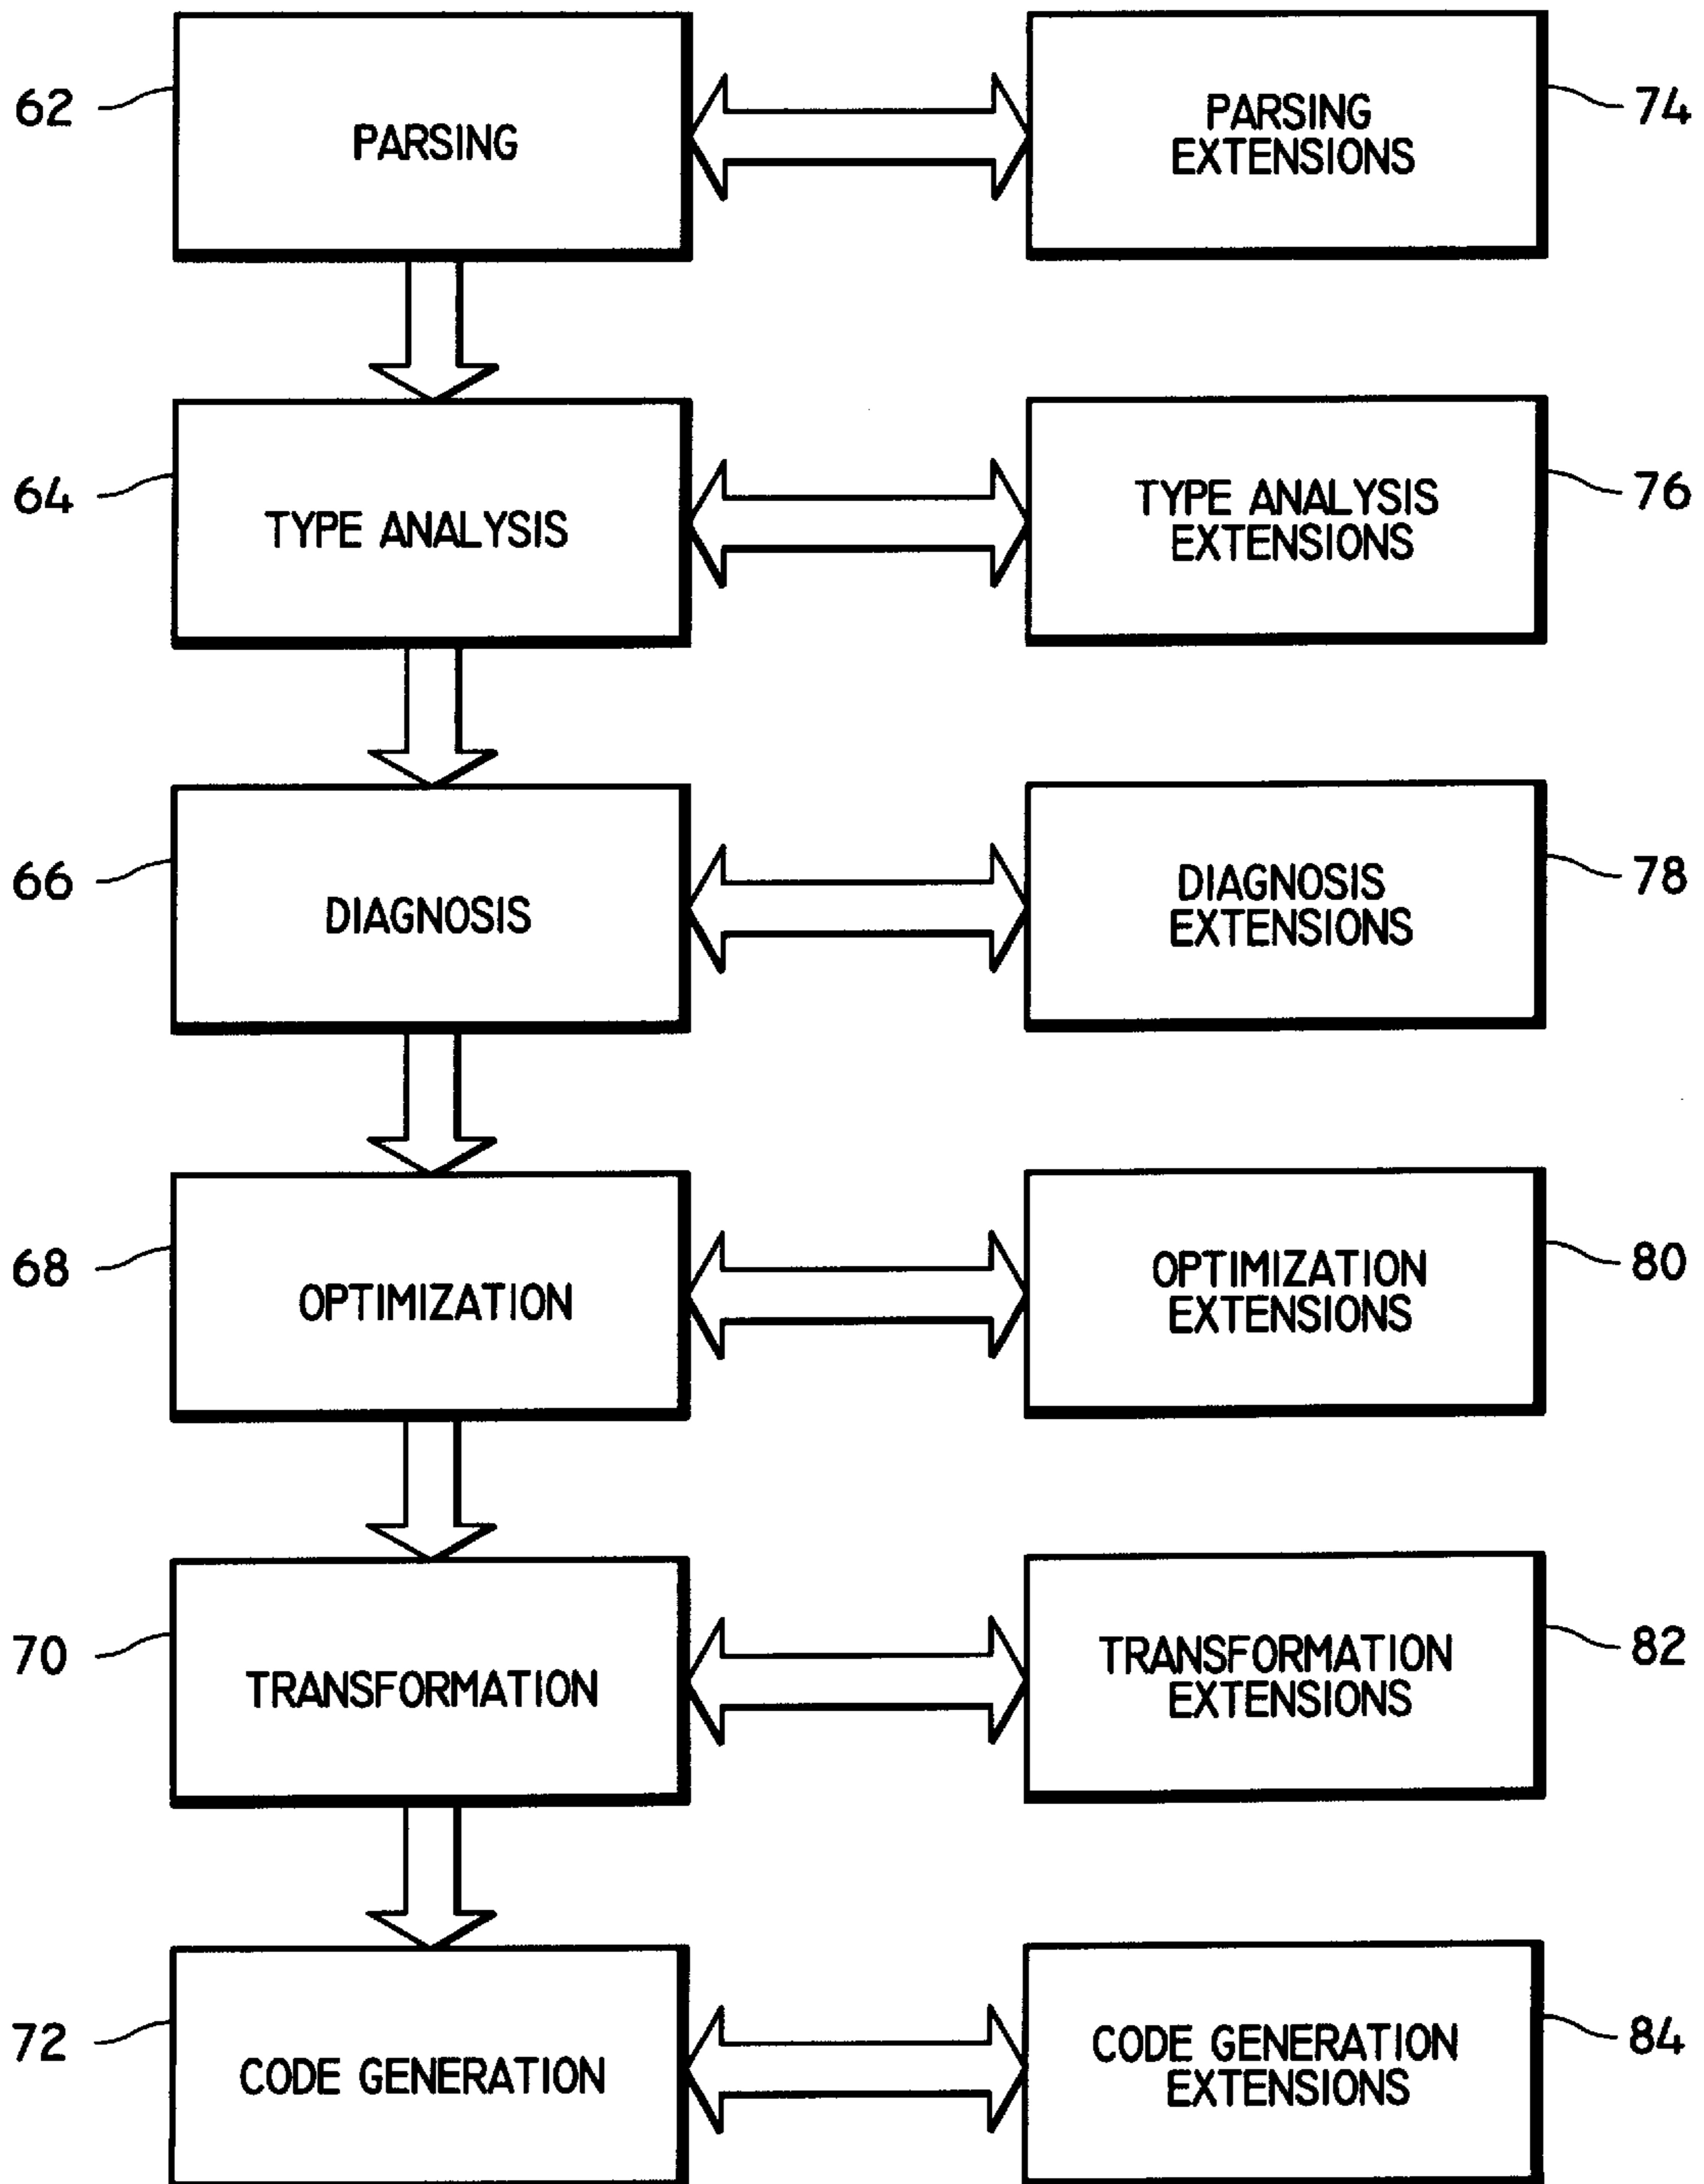 62
PARSING
PARSING
EXTENSIONS
74
64
TYPE ANALYSIS
TYPE ANALYSIS
EXTENSIONS
76
66
DIAGNOSIS
DIAGNOSIS
EXTENSIONS
78
68
OPTIMIZATION
OPTIMIZATION
EXTENSIONS
80
70
TRANSFORMATION
TRANSFORMATION
EXTENSIONS
82
72
CODE GENERATION
CODE GENERATION
EXTENSIONS
84